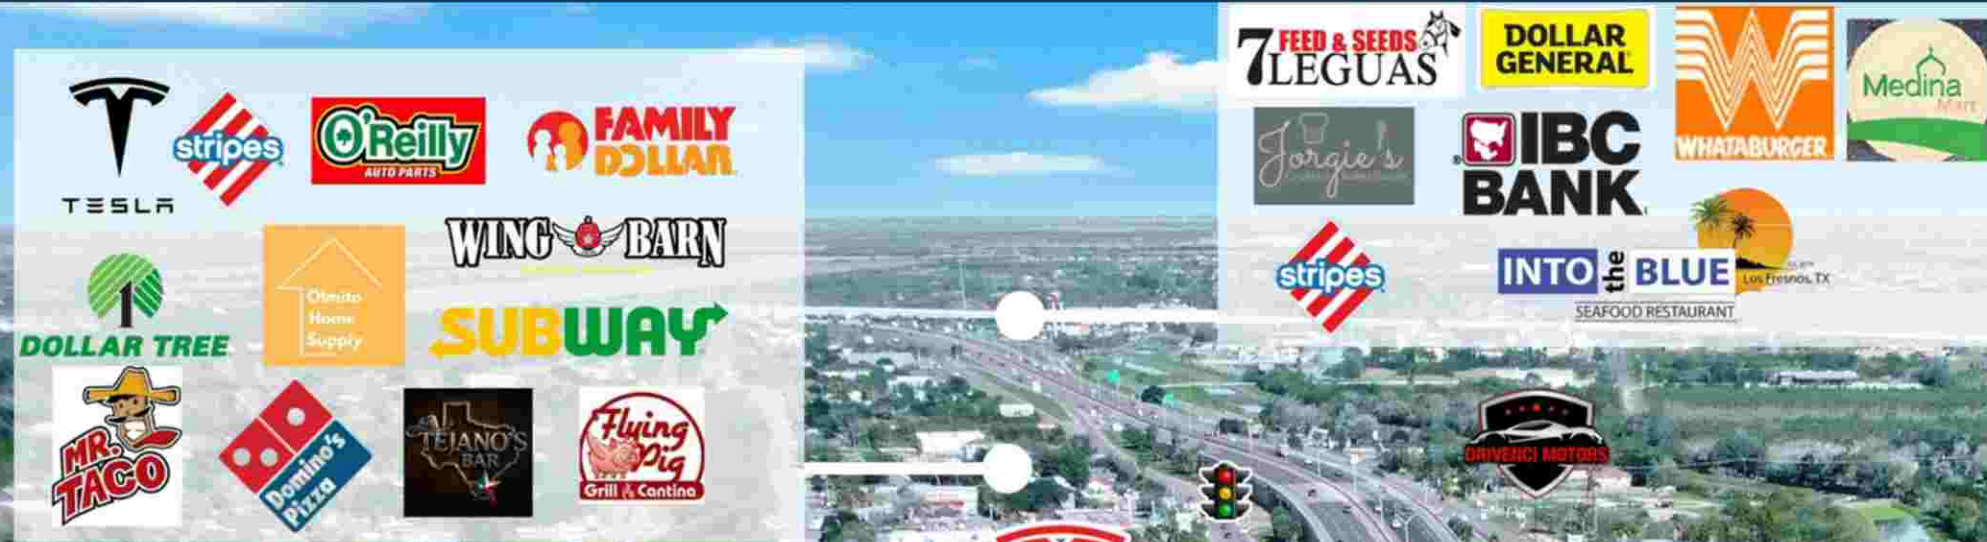 TESLA
stripes
O'Reilly
AUTO PARTS
FAMILY
DOLLAR
WING BARN
DOLLAR TREE
Olmito
Home
Supply
SUBWAY
MR.
TACO
Domino's
Pizza
TEJANO'S
BAR
Flying
Pig
Grill & Cantina
7 FEED & SEEDS
LEGUAS
DOLLAR
GENERAL
WHATABURGER
Medina
Mart
Jorgie's
IBC
BANK
stripes
INTO the BLUE
SEAFOOD RESTAURANT
Los Fresnos, TX
DRIVENCI MOTORS